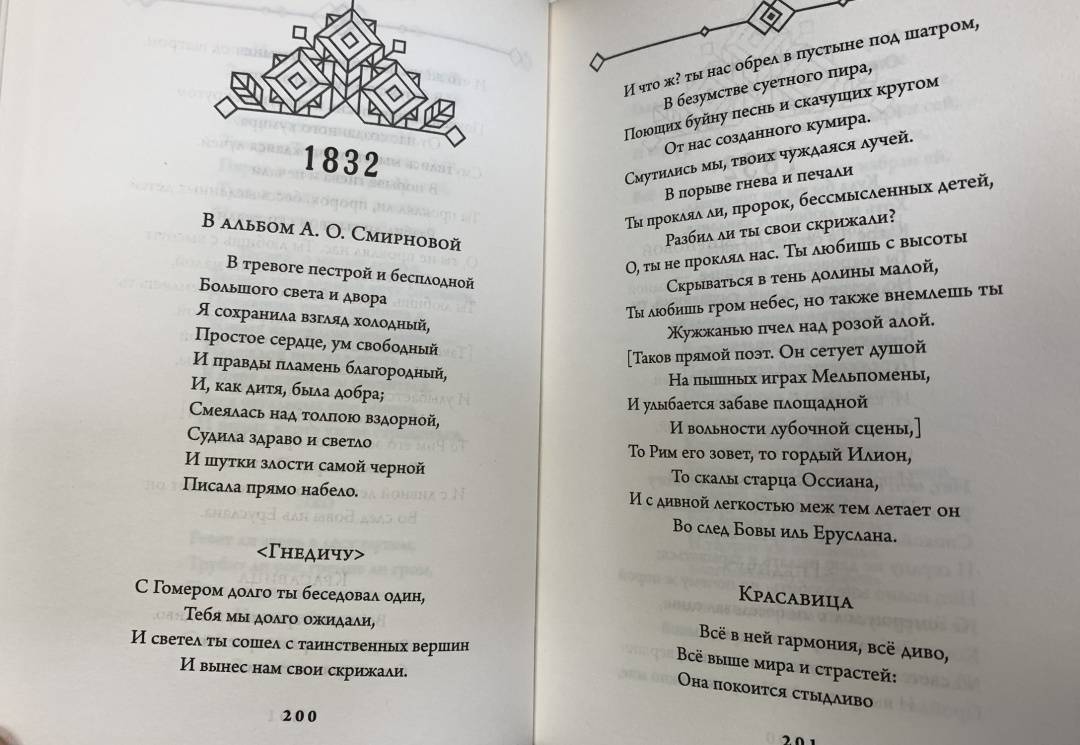 1832
В альбом А. О. Смирновой
В тревоге пестрой и бесплодной
Большого света и двора
Я сохранила взгляд холодный,
Простое сердце, ум свободный
И правды пламень благородный,
И, как дитя, была добра;
Смеялась над толпою вздорной,
Судила здраво и светло
И шутки злости самой черной
Писала прямо набело.
<Гнедичу>
С Гомером долго ты беседовал один,
Тебя мы долго ожидали,
И светел ты сошел с таинственных вершин
И вынес нам свои скрижали.
200
И что ж? ты нас обрел в пустыне под шатром,
В безумстве суетного пира,
Поющих буйну песнь и скачущих кругом
От нас созданного кумира.
Смутились мы, твоих чуждаяся лучей.
В порыве гнева и печали
Ты проклял ли, пророк, бессмысленных детей,
Разбил ли ты свои скрижали?
О, ты не проклял нас. Ты любишь с высоты
Скрываться в тень долины малой,
Ты любишь гром небес, но также внемлешь ты
Жужжанью пчел над розой алой.
[Таков прямой поэт. Он сетует душой
На пышных играх Мельпомены,
И улыбается забаве площадной
И вольности лубочной сцены,]
То Рим его зовет, то гордый Илион,
То скалы старца Оссиана,
И с дивной легкостью меж тем летает он
Во след Бовы иль Еруслана.
Красавица
Всё в ней гармония, всё диво,
Всё выше мира и страстей:
Она покоится стыдливо
201